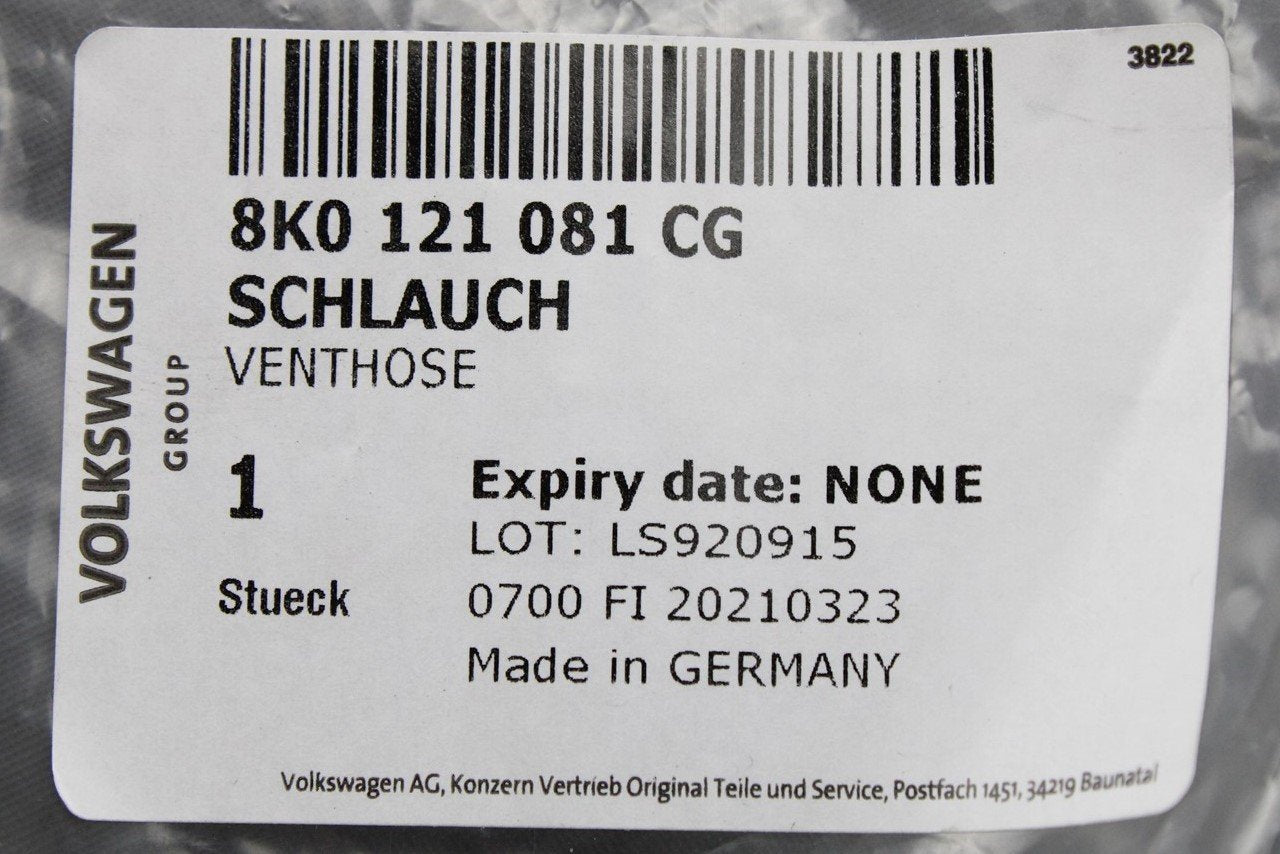 3822
8K0 121 081 CG
SCHLAUCH
VENTHOSE
VOLKSWAGEN
GROUP
1
Stueck
Expiry date: NONE
LOT: LS920915
0700 FI 20210323
Made in GERMANY
Volkswagen AG, Konzern Vertrieb Original Teile und Service, Postfach 1451, 34219 Baunatal